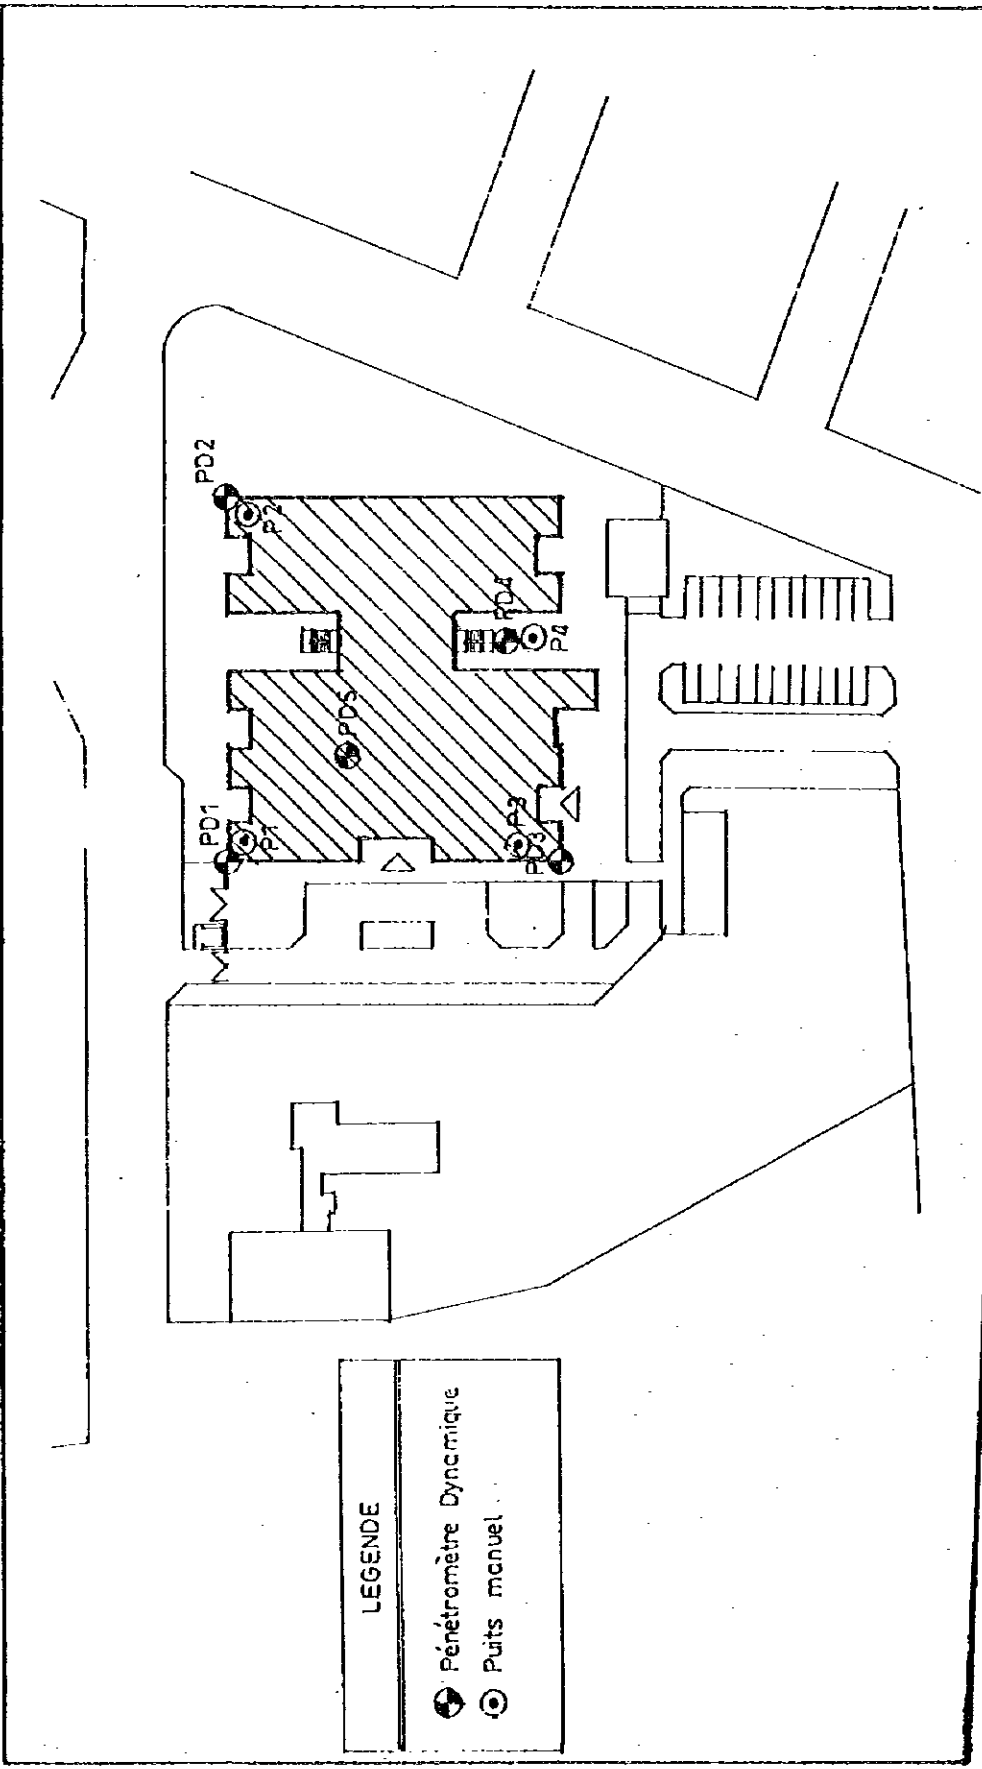 PD2
P2
PD4
P4
PD5
PD1
P1
P3
PD3
LEGENDE
Pénétromètre Dynamique
Puits manuel